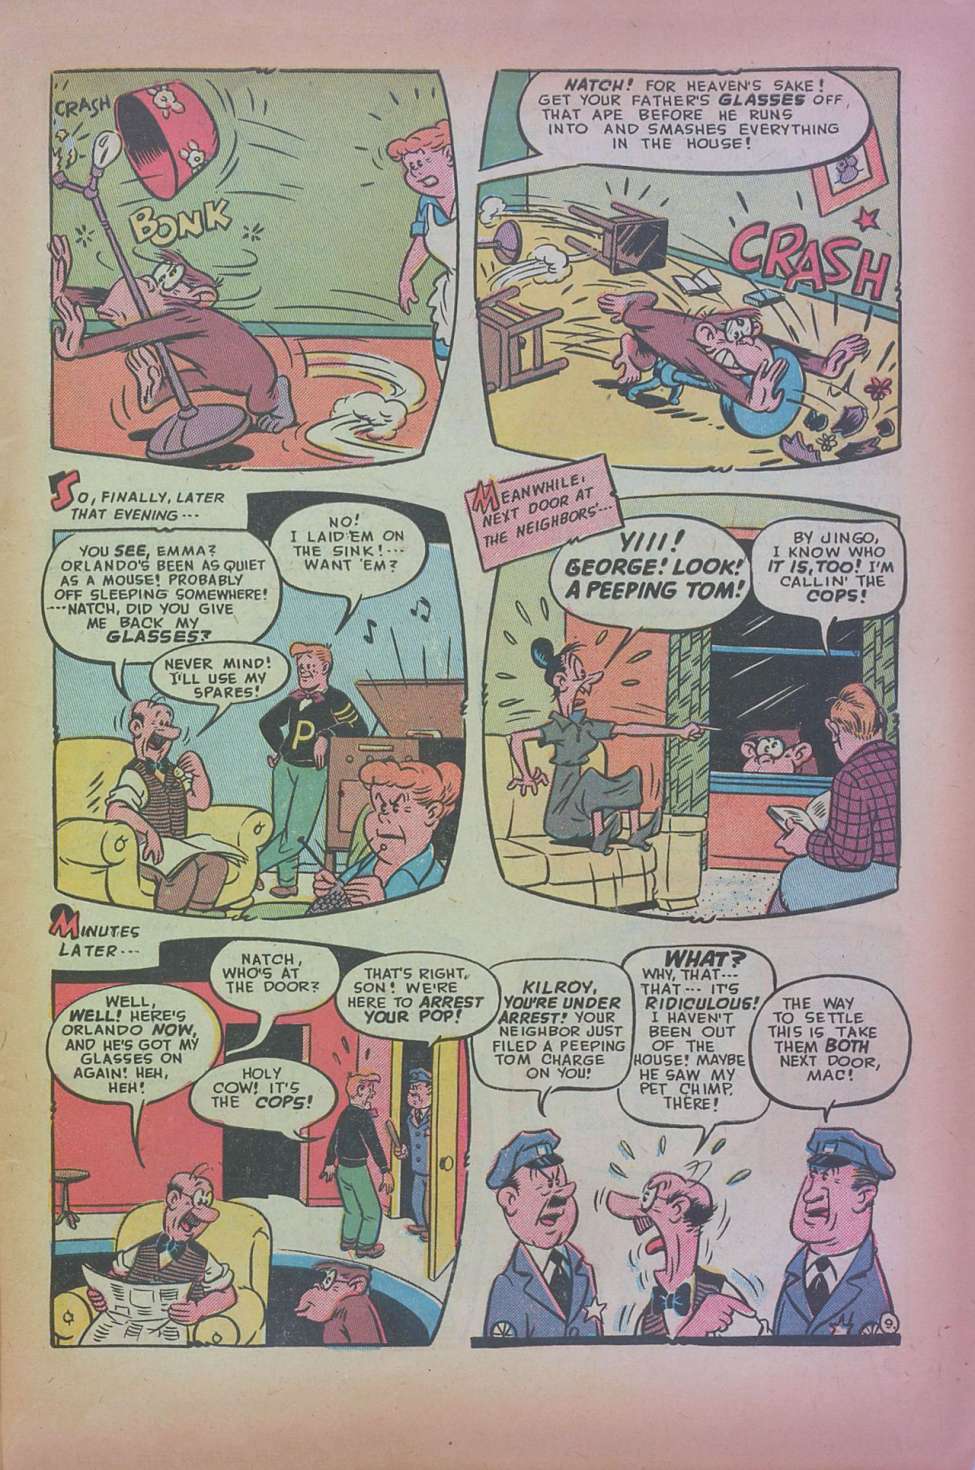 CRASH
BONK
NATCH! FOR HEAVEN'S SAKE!
GET YOUR FATHER'S GLASSES OFF,
THAT APE BEFORE HE RUNS
INTO AND SMASHES EVERYTHING
IN THE HOUSE!
CRASH
SO, FINALLY, LATER
THAT EVENING---
YOU SEE, EMMA?
ORLANDO'S BEEN AS QUIET
AS A MOUSE! PROBABLY
OFF SLEEPING SOMEWHERE!
---NATCH, DID YOU GIVE
ME BACK MY
GLASSES?
NO!
I LAID 'EM ON
THE SINK!---
WANT 'EM?
NEVER MIND!
I'LL USE MY
SPARES!
P
MEANWHILE,
NEXT DOOR AT
THE NEIGHBORS'---
YIII!
GEORGE! LOOK!
A PEEPING TOM!
BY JINGO,
I KNOW WHO
IT IS, TOO! I'M
CALLIN' THE
COPS!
MINUTES
LATER---
WELL,
WELL! HERE'S
ORLANDO NOW,
AND HE'S GOT MY
GLASSES ON
AGAIN! HEH,
HEH!
NATCH,
WHO'S AT
THE DOOR?
HOLY
COW! IT'S
THE COPS!
THAT'S RIGHT,
SON! WE'RE
HERE TO ARREST
YOUR POP!
KILROY,
YOU'RE UNDER
ARREST! YOUR
NEIGHBOR JUST
FILED A PEEPING
TOM CHARGE
ON YOU!
WHAT?
WHY, THAT---
THAT--- IT'S
RIDICULOUS!
I HAVEN'T
BEEN OUT
OF THE
HOUSE! MAYBE
HE SAW MY
PET CHIMP,
THERE!
THE WAY
TO SETTLE
THIS IS TAKE
THEM BOTH
NEXT DOOR,
MAC!
9